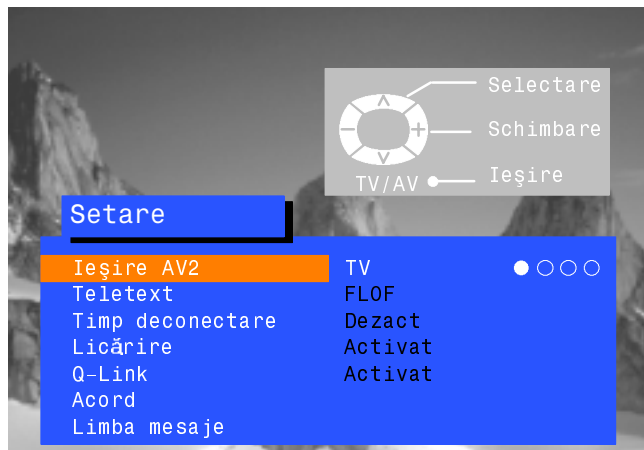 Selectare
Schimbare
TV/AV Ieşire
Setare
Ieşire AV2 TV
Teletext FLOF
Timp deconectare Dezact
Licărire Activat
Q-Link Activat
Acord
Limba mesaje